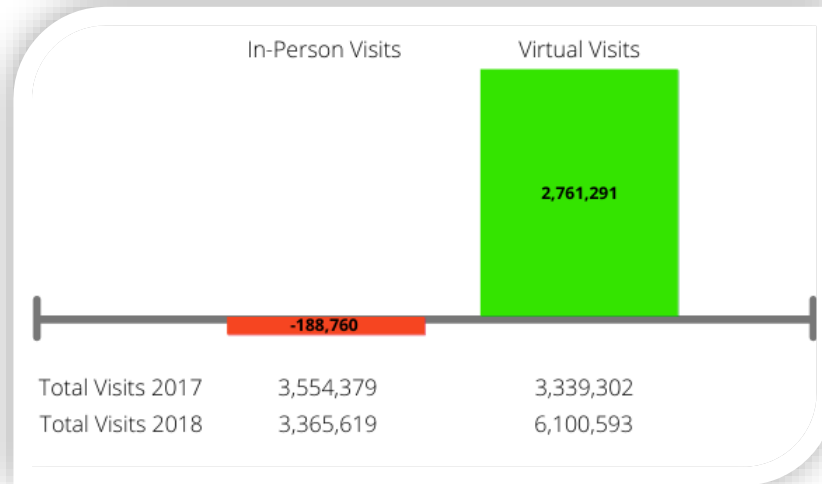 In-Person Visits Virtual Visits
2,761,291
-188,760
Total Visits 2017 3,554,379 3,339,302
Total Visits 2018 3,365,619 6,100,593